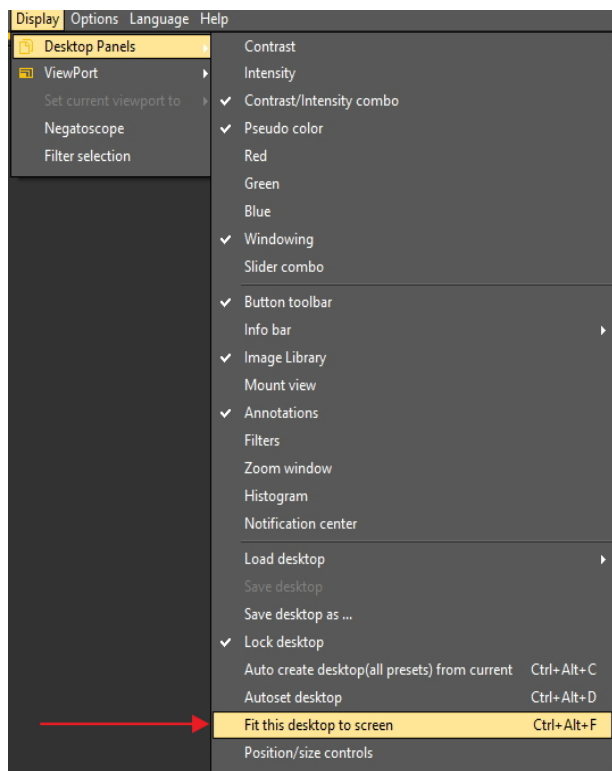 Display Options Language Help
Desktop Panels
ViewPort
Set current viewport to
Negatoscope
Filter selection
Contrast
Intensity
Contrast/Intensity combo
Pseudo color
Red
Green
Blue
Windowing
Slider combo
Button toolbar
Info bar
Image Library
Mount view
Annotations
Filters
Zoom window
Histogram
Notification center
Load desktop
Save desktop
Save desktop as ...
Lock desktop
Auto create desktop(all presets) from current Ctrl+Alt+C
Autoset desktop Ctrl+Alt+D
Fit this desktop to screen Ctrl+Alt+F
Position/size controls